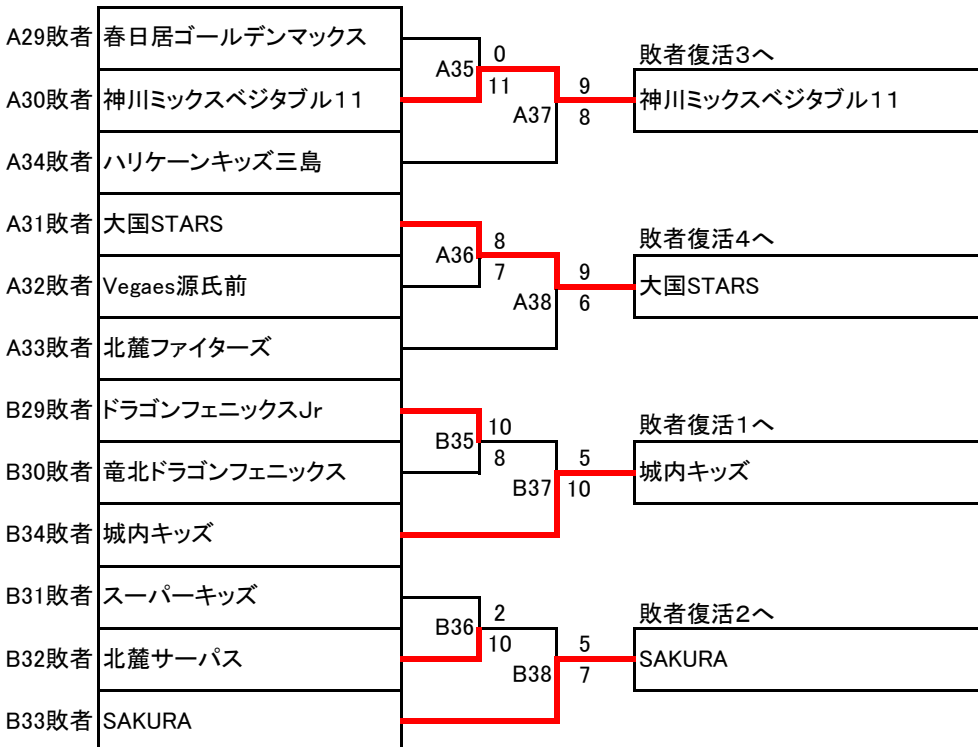 A29敗者 春日居ゴールデンマックス
0
A35
敗者復活3へ
A30敗者 神川ミックスベジタブル11
11
9
神川ミックスベジタブル11
A37
8
A34敗者 ハリケーンキッズ三島
A31敗者 大国STARS
8
A36
敗者復活4へ
7
9
A32敗者 Vegaes源氏前
大国STARS
A38
6
A33敗者 北麓ファイターズ
B29敗者 ドラゴンフェニックスJr
10
B35
敗者復活1へ
8
5
B30敗者 竜北ドラゴンフェニックス
城内キッズ
B37
10
B34敗者 城内キッズ
B31敗者 スーパーキッズ
2
B36
敗者復活2へ
10
5
B32敗者 北麓サーパス
SAKURA
B38
7
B33敗者 SAKURA